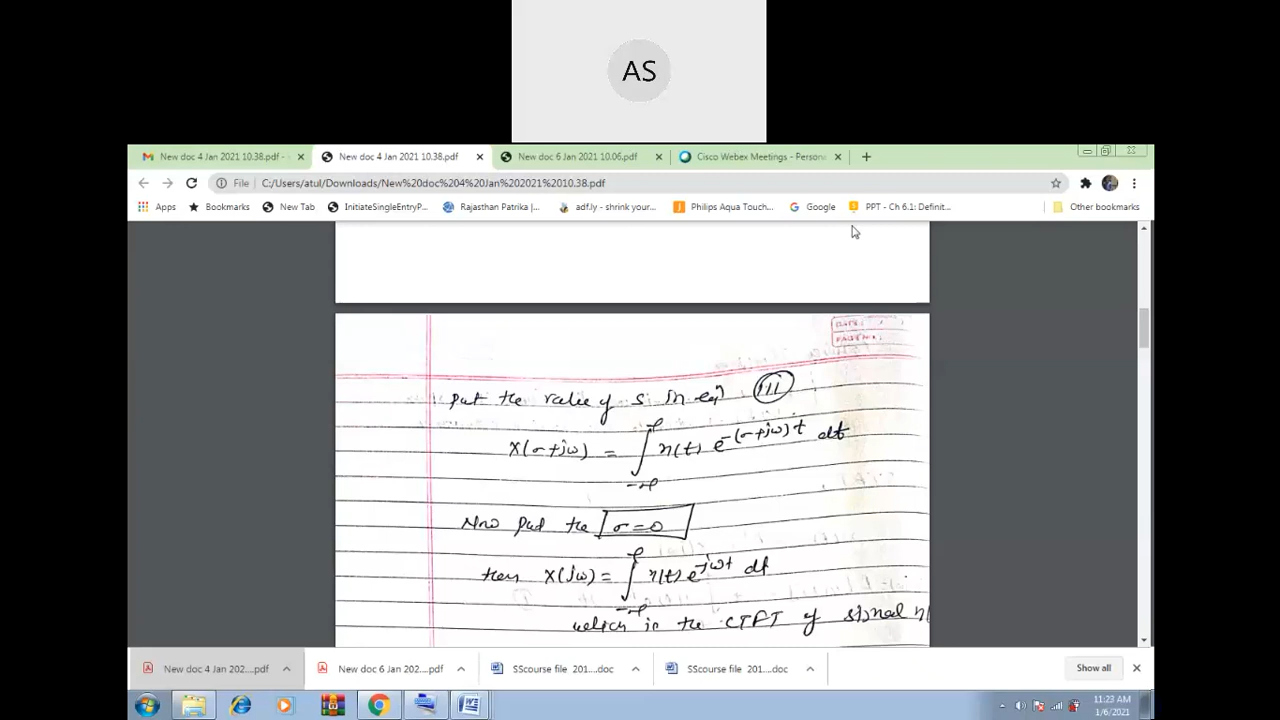 AS
New doc 4 Jan 2021 10.38.pdf -
New doc 4 Jan 2021 10.38.pdf
New doc 6 Jan 2021 10.06.pdf
Cisco Webex Meetings - Persona
File C:/Users/atul/Downloads/New%20doc%204%20Jan%202021%2010.38.pdf
Apps Bookmarks New Tab InitiateSingleEntryP... Rajasthan Patrika |... adf.ly - shrink your... Philips Aqua Touch... Google PPT - Ch 6.1: Definit... Other bookmarks
DATE: / /
PAGE No.:
put the value of s in eqn (iii)
X(σ+jω) = ∫_{-∞}^{∞} x(t) e^{-(σ+jω)t} dt
Now put the σ=0
then X(jω) = ∫_{-∞}^{∞} x(t) e^{-jωt} dt
which is the CTFT of signal x(
New doc 4 Jan 202....pdf New doc 6 Jan 202....pdf SScourse file 201....doc SScourse file 201....doc Show all
11:23 AM
1/6/2021